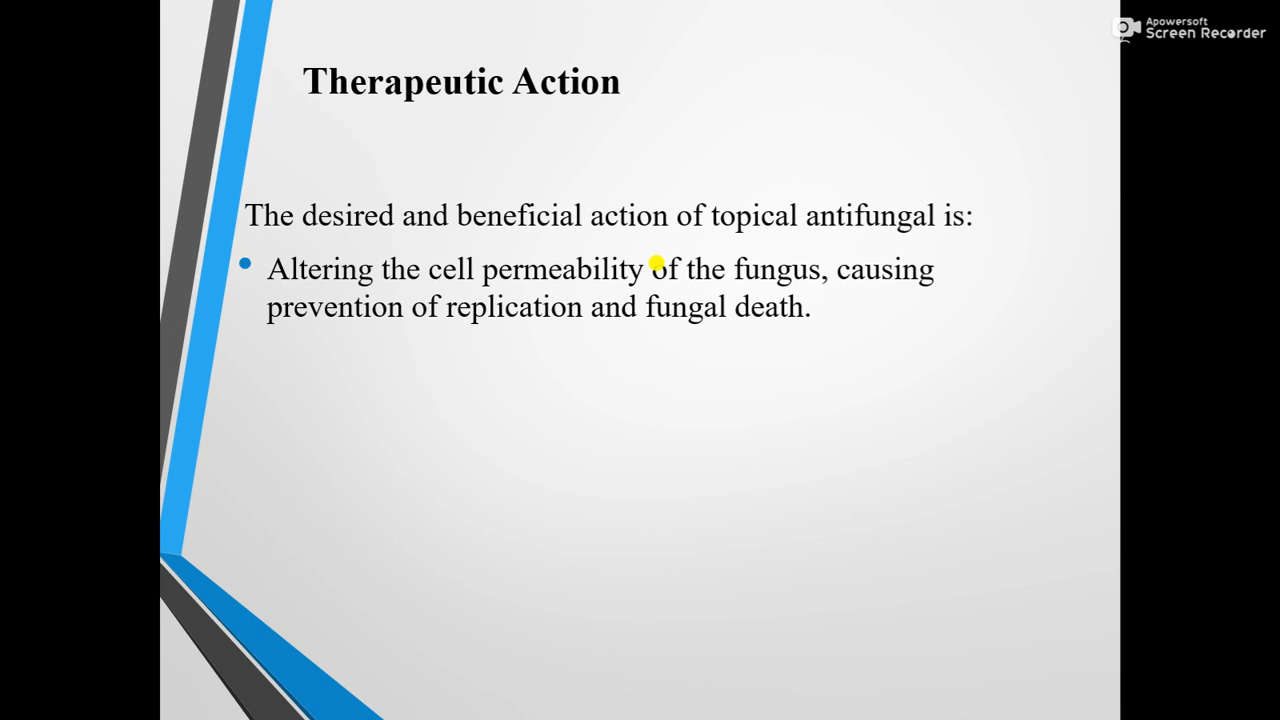 Apowersoft
Screen Recorder
Therapeutic Action
The desired and beneficial action of topical antifungal is:
• Altering the cell permeability of the fungus, causing
prevention of replication and fungal death.